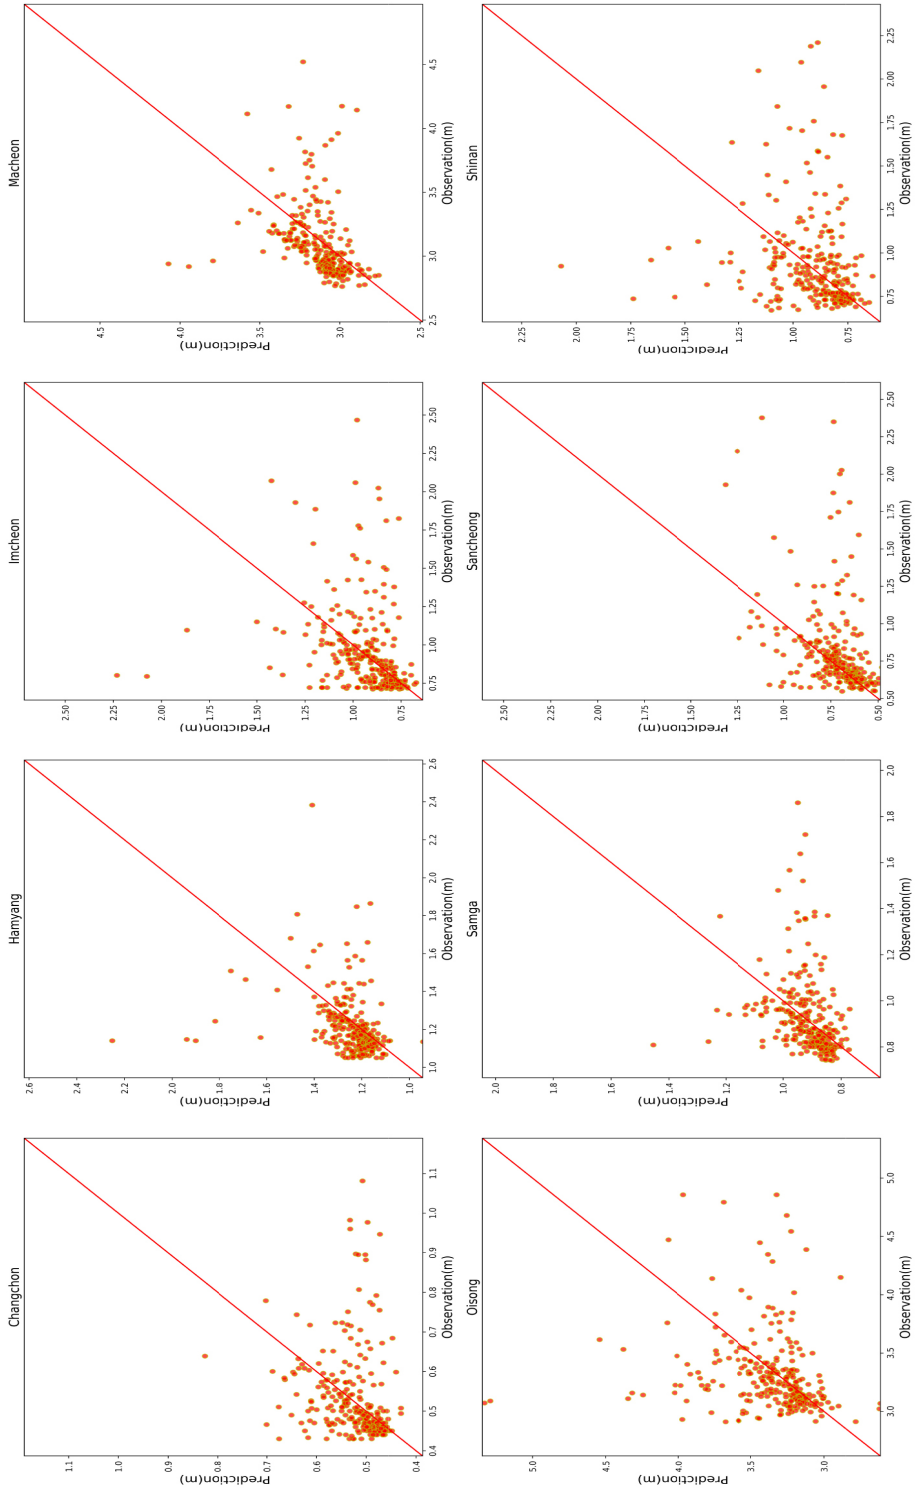 Changchon
Prediction(m)
1.1
1.0
0.9
0.8
0.7
0.6
0.5
0.4
0.4 0.5 0.6 0.7 0.8 0.9 1.0 1.1
Observation(m)
Hamyang
Prediction(m)
2.6
2.4
2.2
2.0
1.8
1.6
1.4
1.2
1.0
1.0 1.2 1.4 1.6 1.8 2.0 2.2 2.4 2.6
Observation(m)
Imcheon
Prediction(m)
2.50
2.25
2.00
1.75
1.50
1.25
1.00
0.75
0.75 1.00 1.25 1.50 1.75 2.00 2.25 2.50
Observation(m)
Macheon
Prediction(m)
4.5
4.0
3.5
3.0
2.5
2.5 3.0 3.5 4.0 4.5
Observation(m)
Oisong
Prediction(m)
5.0
4.5
4.0
3.5
3.0
3.0 3.5 4.0 4.5 5.0
Observation(m)
Samga
Prediction(m)
2.0
1.8
1.6
1.4
1.2
1.0
0.8
0.8 1.0 1.2 1.4 1.6 1.8 2.0
Observation(m)
Sancheong
Prediction(m)
2.50
2.25
2.00
1.75
1.50
1.25
1.00
0.75
0.50
0.50 0.75 1.00 1.25 1.50 1.75 2.00 2.25 2.50
Observation(m)
Shinan
Prediction(m)
2.25
2.00
1.75
1.50
1.25
1.00
0.75
0.75 1.00 1.25 1.50 1.75 2.00 2.25
Observation(m)